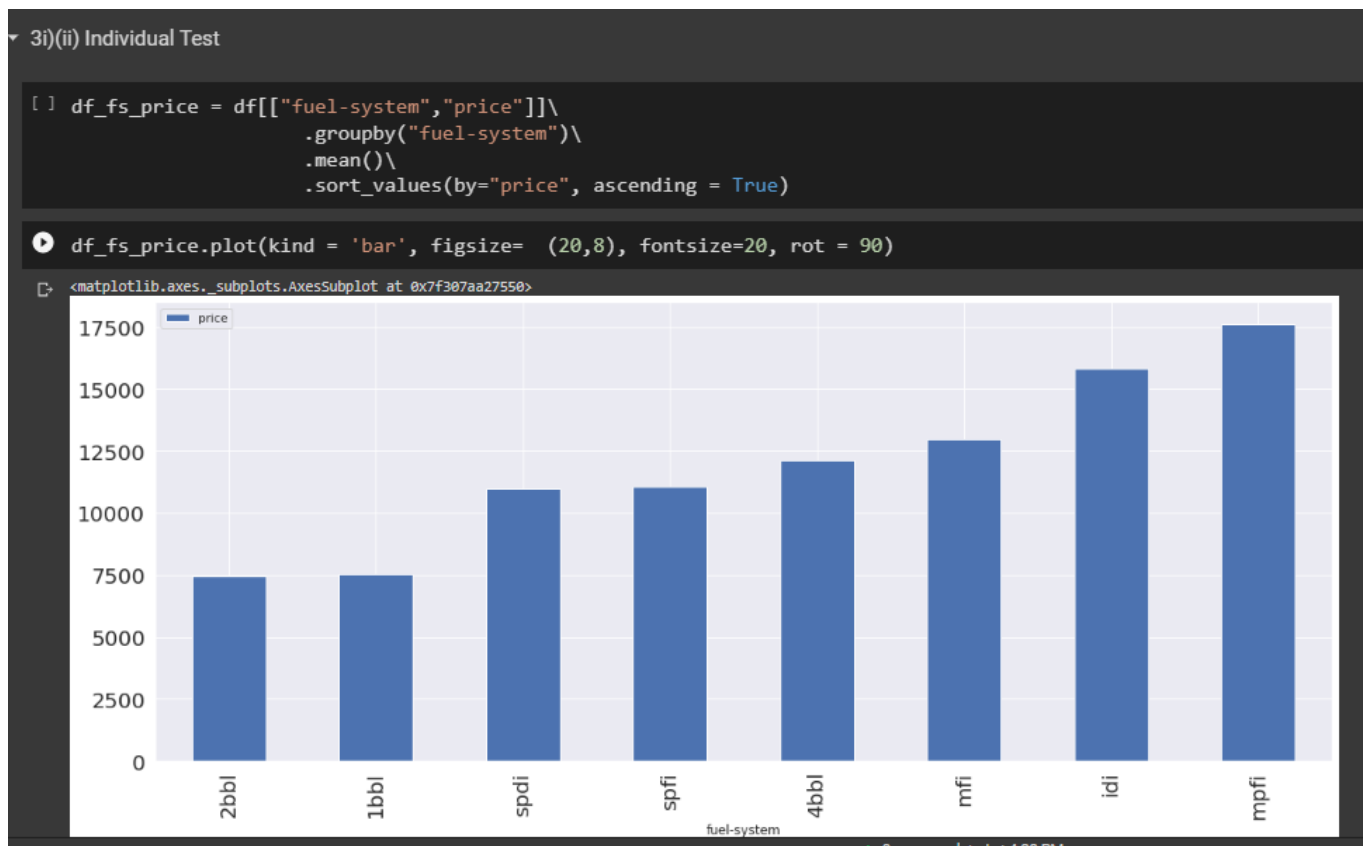 3i)(ii) Individual Test
[ ] df_fs_price = df[["fuel-system","price"]]\
.groupby("fuel-system")\
.mean()\
.sort_values(by="price", ascending = True)
df_fs_price.plot(kind = 'bar', figsize=  (20,8), fontsize=20, rot = 90)
<matplotlib.axes._subplots.AxesSubplot at 0x7f307aa27550>
price
17500
15000
12500
10000
7500
5000
2500
0
2bbl
1bbl
spdi
spfi
4bbl
mfi
idi
mpfi
fuel-system